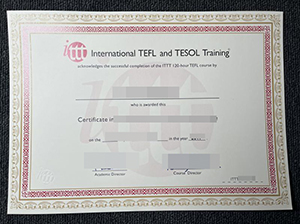 ittt International TEFL and TESOL Training
acknowledges the successful completion of the ITTT 120-hour TEFL course by
who is awarded this
Certificate in
on the
in the year
Academic Director
Course Director